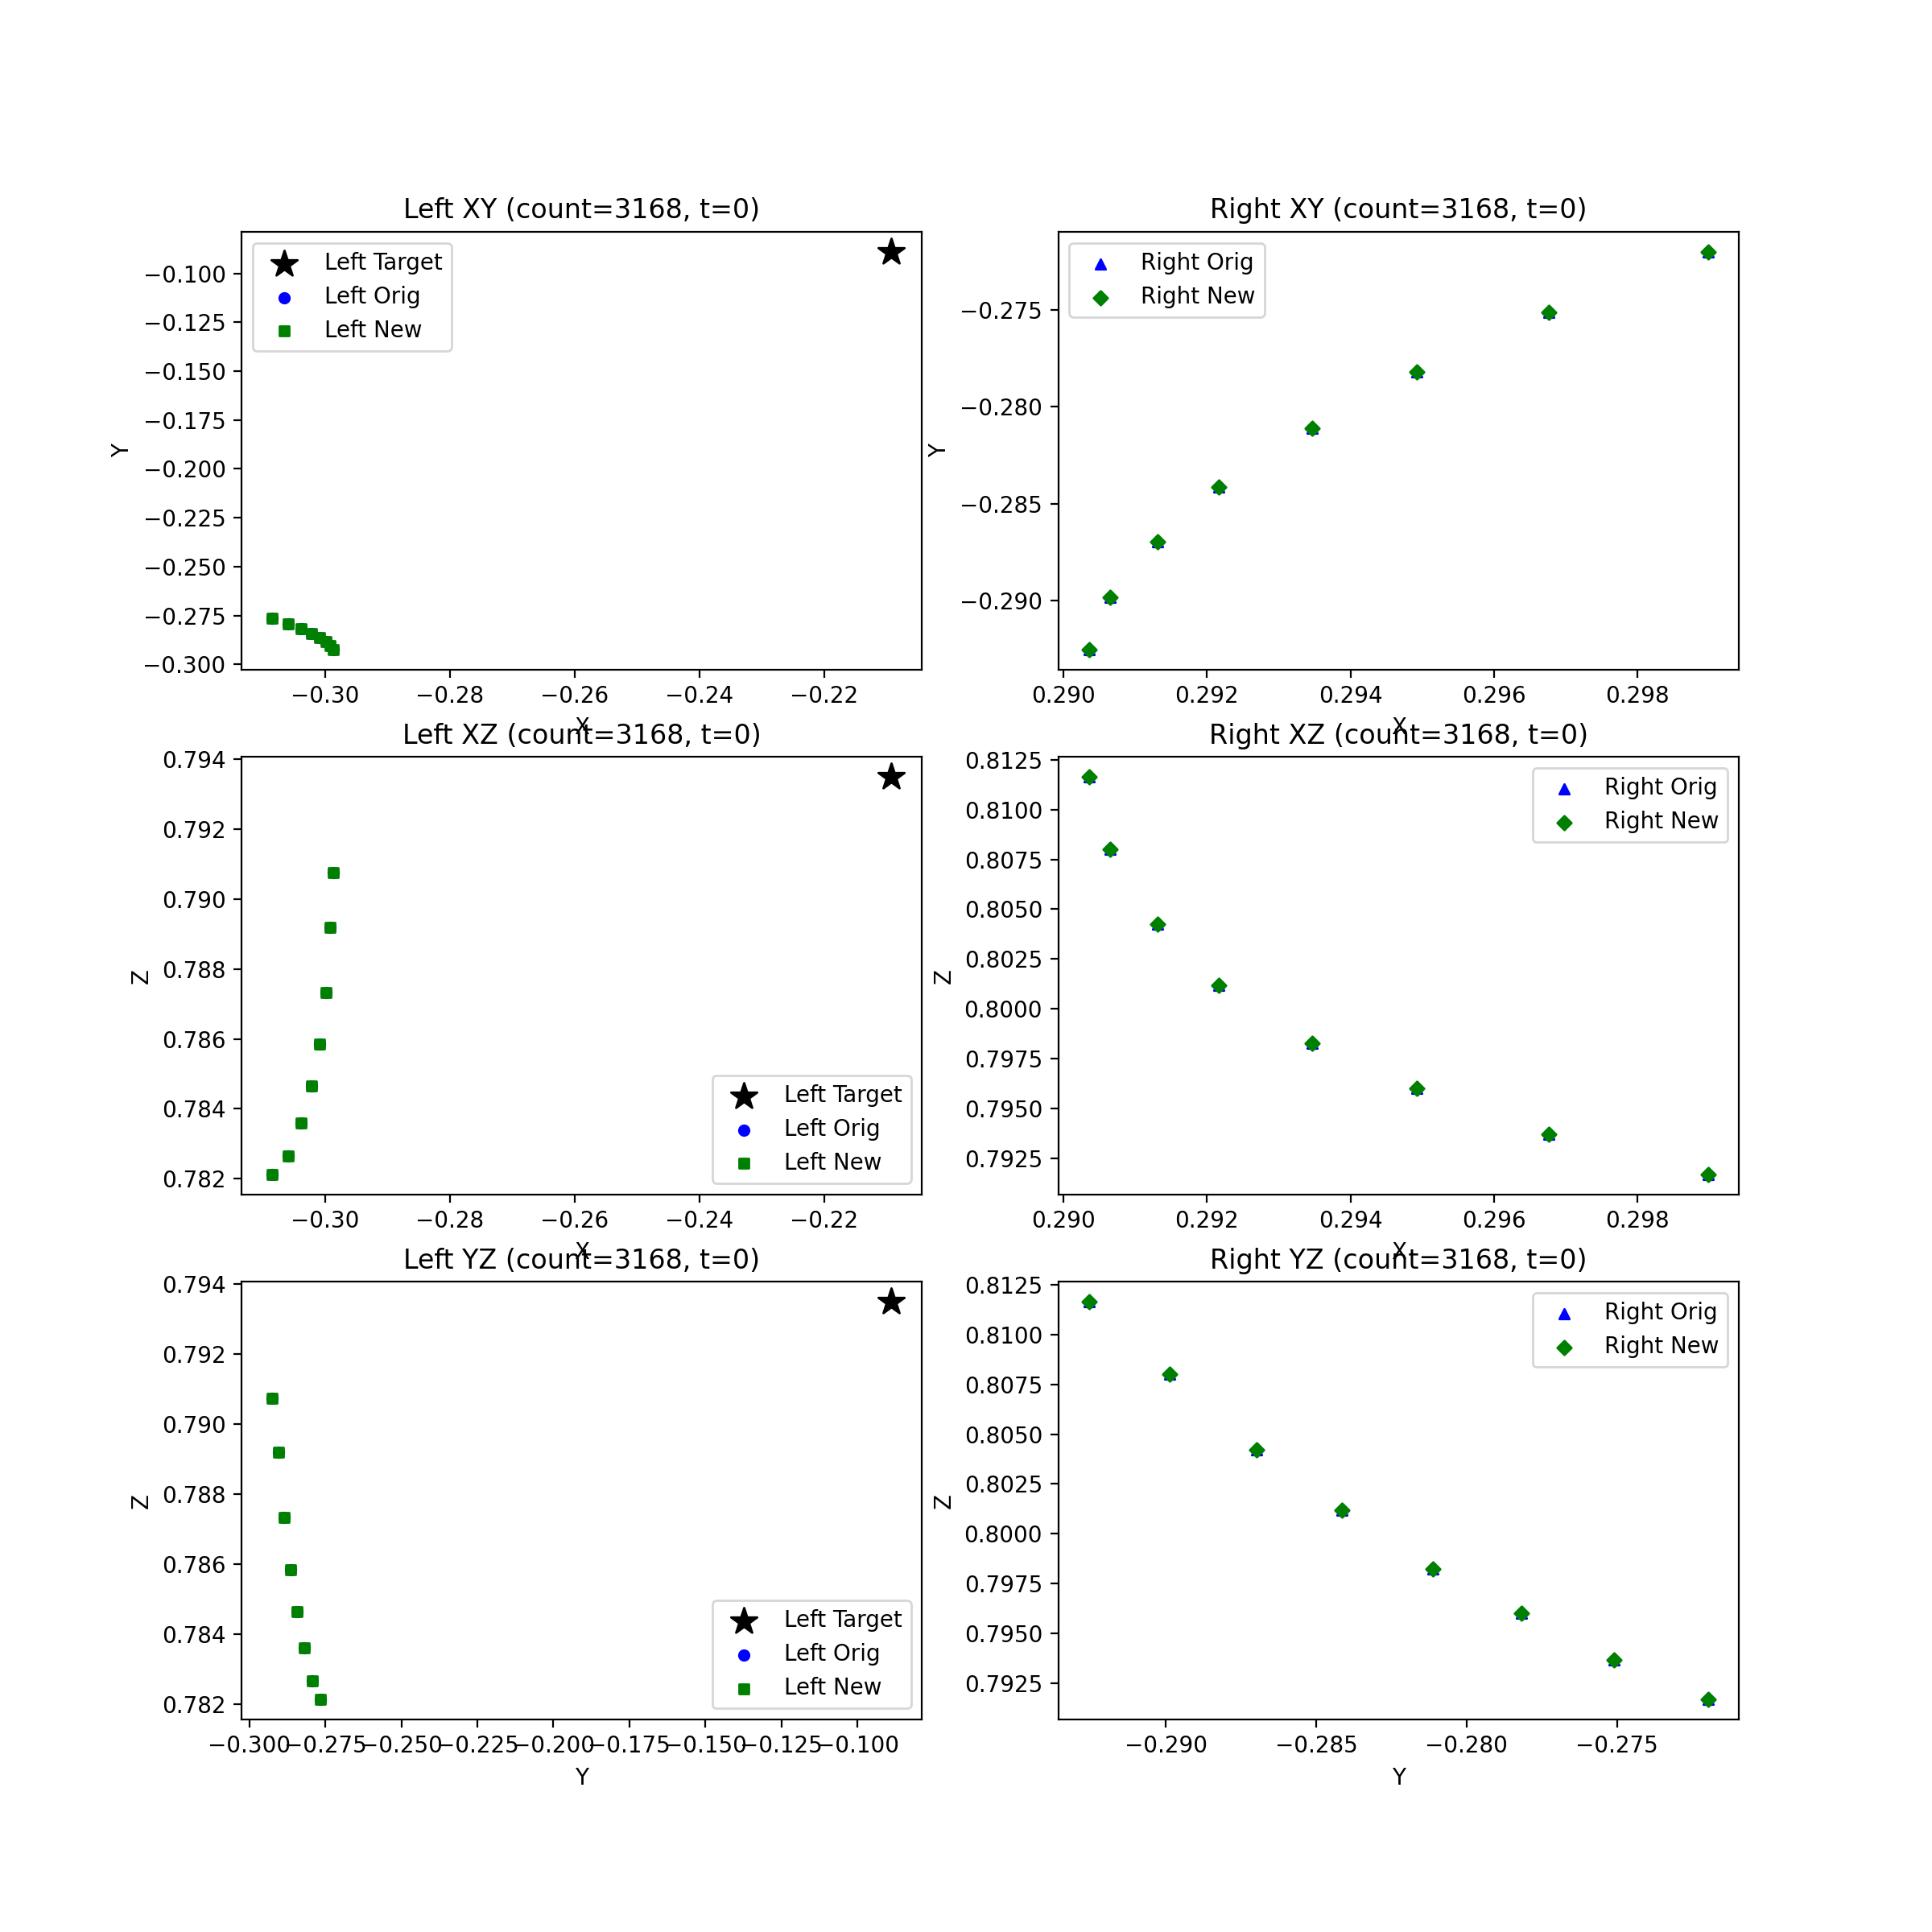 Left XY (count=3168, t=0)
Left Target
Left Orig
Left New
−0.100
−0.125
−0.150
−0.175
−0.200
−0.225
−0.250
−0.275
−0.300
Y
−0.30 −0.28 −0.26 −0.24 −0.22
X
Right XY (count=3168, t=0)
Right Orig
Right New
−0.275
−0.280
−0.285
−0.290
Y
0.290 0.292 0.294 0.296 0.298
X
Left XZ (count=3168, t=0)
0.794
0.792
0.790
0.788
0.786
0.784
0.782
Z
Left Target
Left Orig
Left New
−0.30 −0.28 −0.26 −0.24 −0.22
X
Right XZ (count=3168, t=0)
Right Orig
Right New
0.8125
0.8100
0.8075
0.8050
0.8025
0.8000
0.7975
0.7950
0.7925
Z
0.290 0.292 0.294 0.296 0.298
X
Left YZ (count=3168, t=0)
0.794
0.792
0.790
0.788
0.786
0.784
0.782
Z
Left Target
Left Orig
Left New
−0.300 −0.275 −0.250 −0.225 −0.200 −0.175 −0.150 −0.125 −0.100
Y
Right YZ (count=3168, t=0)
Right Orig
Right New
0.8125
0.8100
0.8075
0.8050
0.8025
0.8000
0.7975
0.7950
0.7925
Z
−0.290 −0.285 −0.280 −0.275
Y